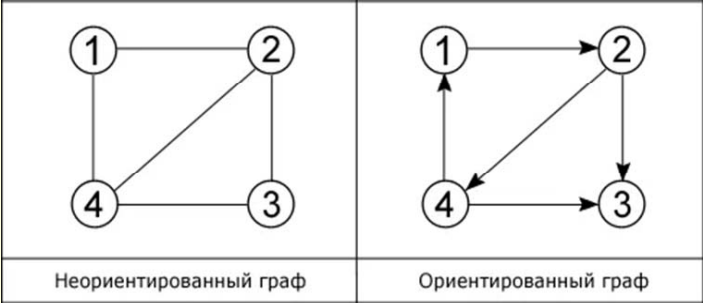 1 2 1 2
4 3 4 3
Неориентированный граф
Ориентированный граф